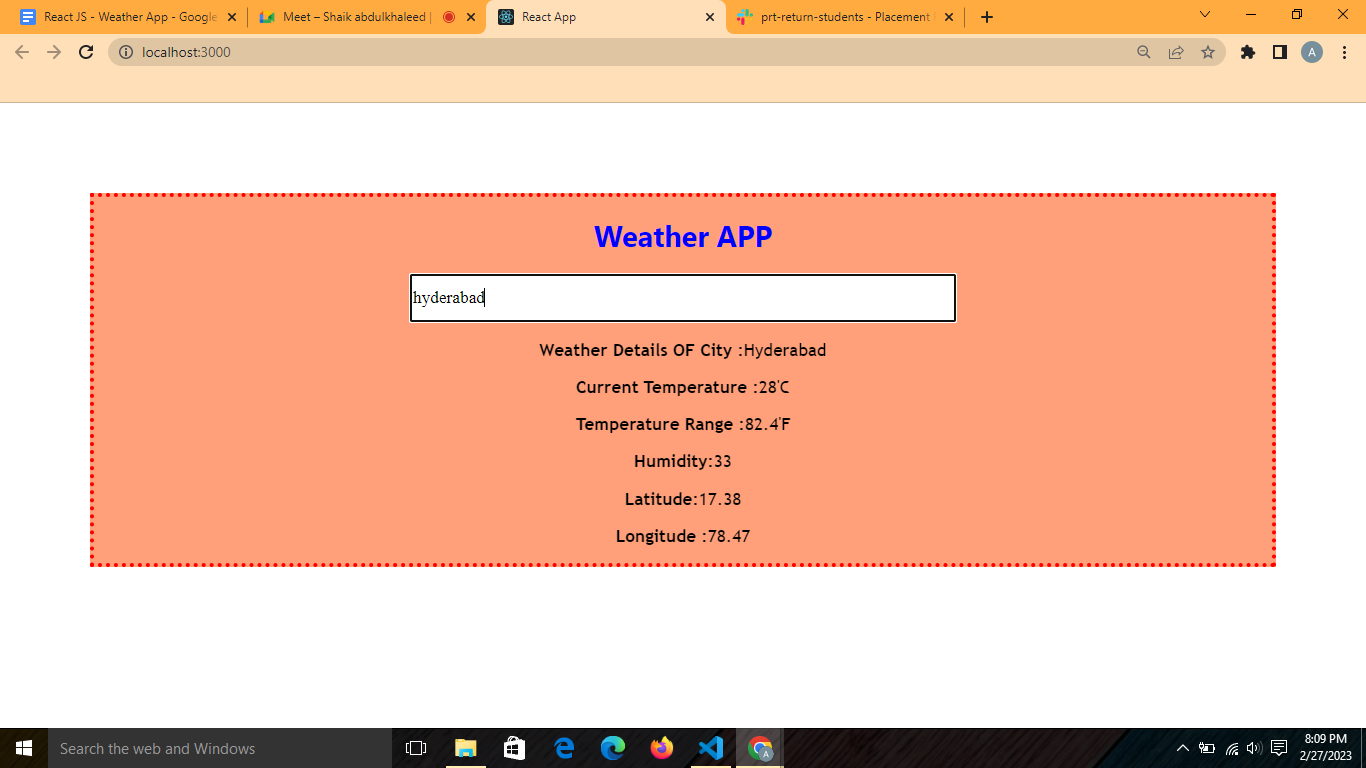 React JS - Weather App - Google
Meet – Shaik abdulkhaleed |
React App
prt-return-students - Placement
localhost:3000
A
Weather APP
hyderabad
Weather Details OF City :Hyderabad
Current Temperature :28'C
Temperature Range :82.4'F
Humidity:33
Latitude:17.38
Longitude :78.47
Search the web and Windows
A
8:09 PM
2/27/2023